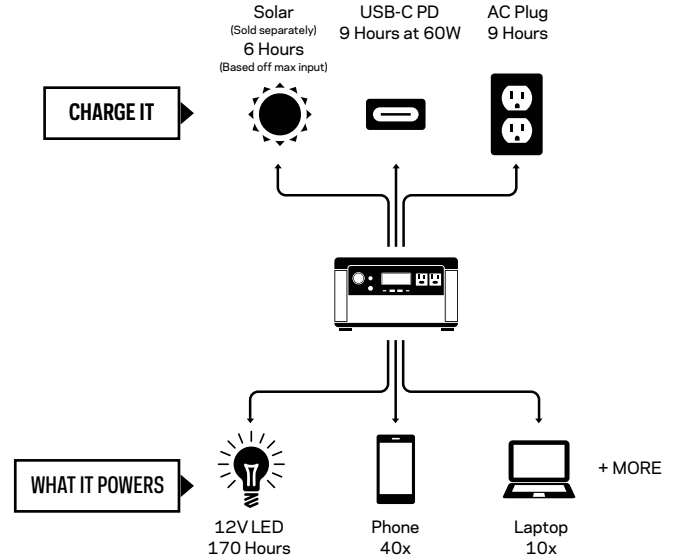 Solar
(Sold separately)
6 Hours
(Based off max input)
USB-C PD
9 Hours at 60W
AC Plug
9 Hours
CHARGE IT
WHAT IT POWERS
12V LED
170 Hours
Phone
40x
Laptop
10x
+ MORE